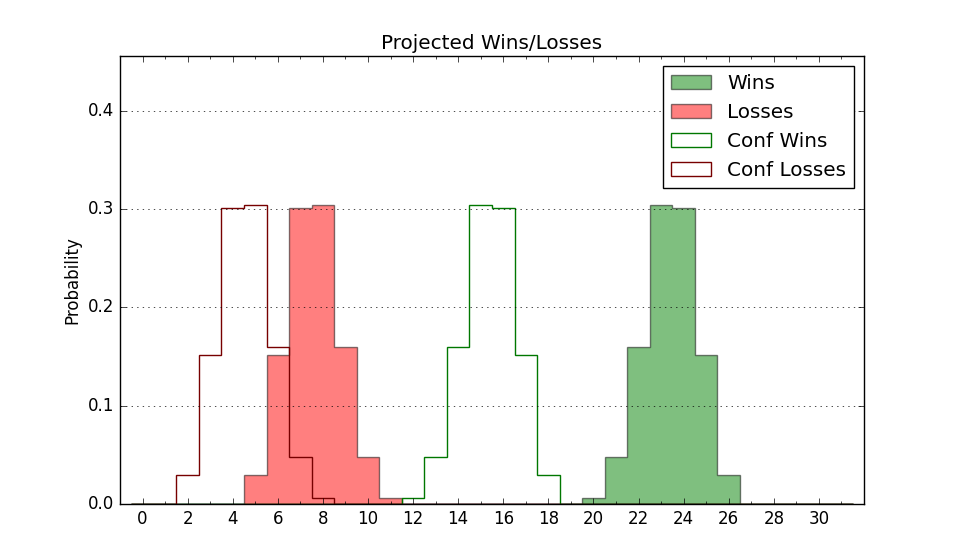 Projected Wins/Losses
Wins
Losses
Conf Wins
Conf Losses
Probability
0.4
0.3
0.2
0.1
0.0
0 2 4 6 8 10 12 14 16 18 20 22 24 26 28 30